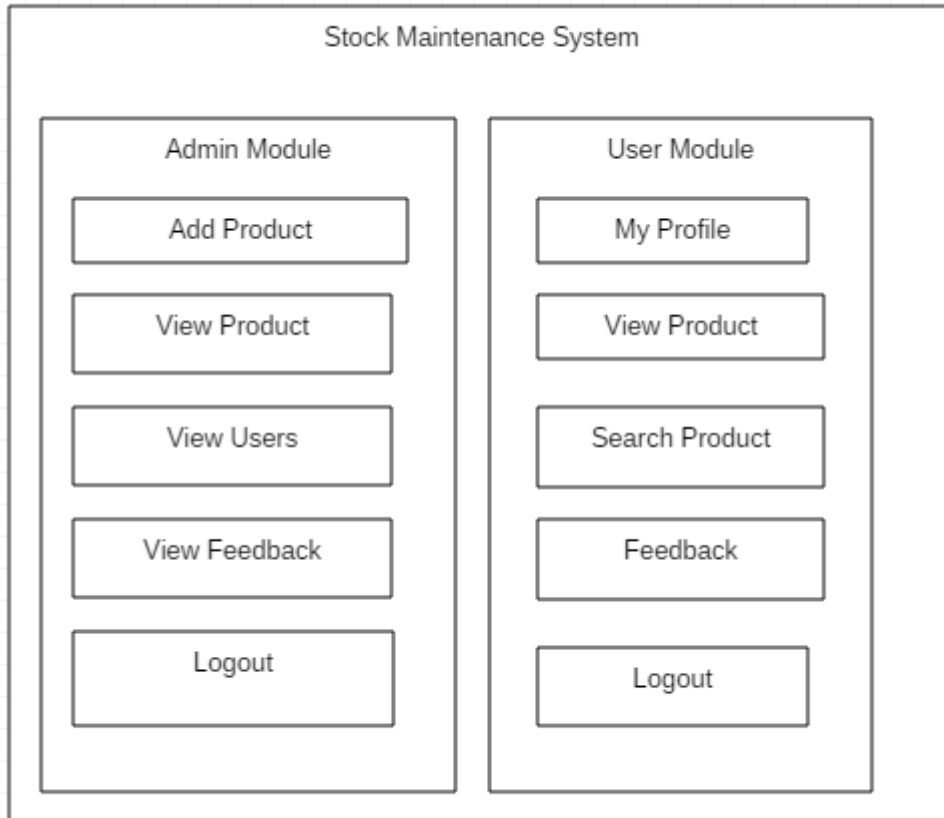 Stock Maintenance System
Admin Module
Add Product
View Product
View Users
View Feedback
Logout
User Module
My Profile
View Product
Search Product
Feedback
Logout